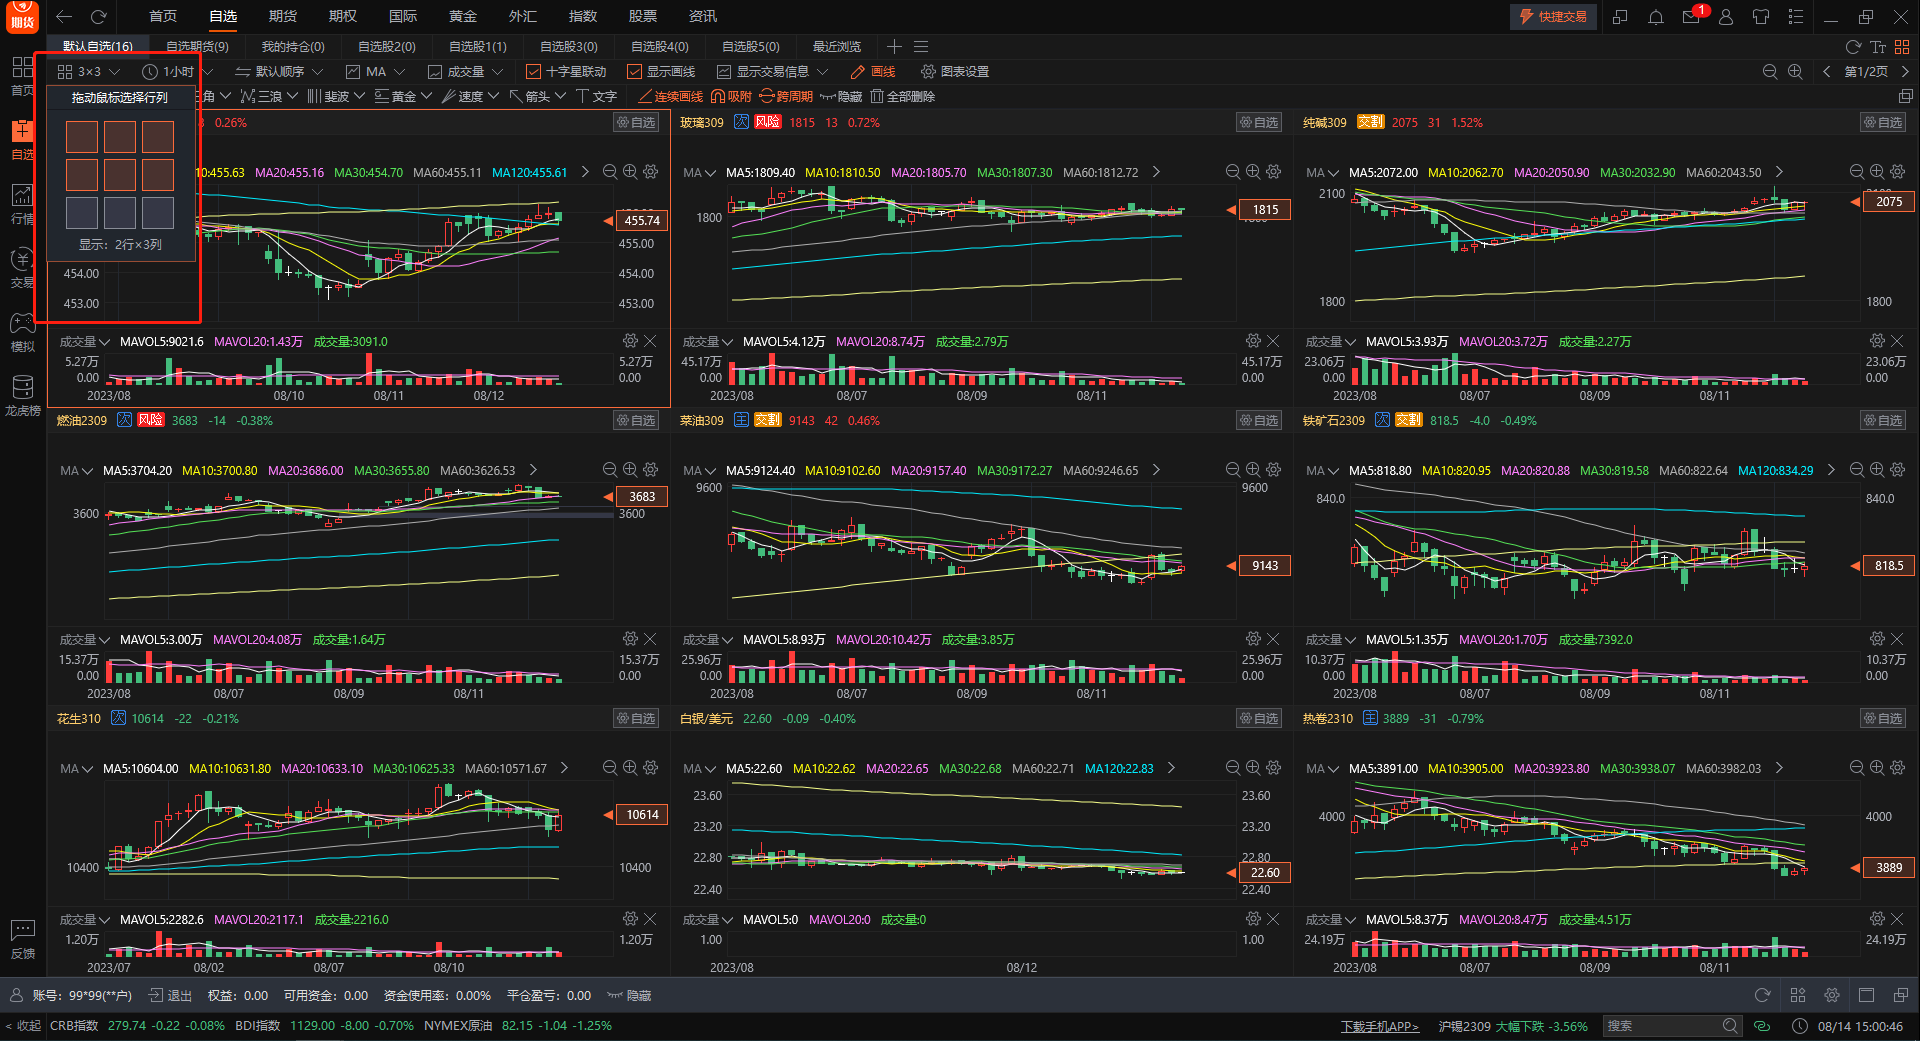 期货 首页 自选 期货 期权 国际 黄金 外汇 指数 股票 资讯 快捷交易 1
默认自选(16) 自选期货(9) 我的持仓(0) 自选股2(0) 自选股1(1) 自选股3(0) 自选股4(0) 自选股5(0) 最近浏览 Tт
3×3 1小时 默认顺序 MA 成交量 十字星联动 显示画线 显示交易信息 画线 图表设置 第1/2页
拖动鼠标选择行列 角 三浪 斐波 黄金 速度 箭头 文字 连续画线 吸附 跨周期 隐藏 全部删除
显示：2行×3列
首页
自选
行情
交易
模拟
龙虎榜
反馈
0.26% 自选
10:455.63 MA20:455.16 MA30:454.70 MA60:455.11 MA120:455.61
455.74
455.00
454.00 454.00
453.00 453.00
成交量 MAVOL5:9021.6 MAVOL20:1.43万 成交量:3091.0
5.27万 5.27万
0.00 0.00
2023/08 08/10 08/11 08/12
玻璃309 次 风险 1815 13 0.72% 自选
MA MA5:1809.40 MA10:1810.50 MA20:1805.70 MA30:1807.30 MA60:1812.72
1800 1815
成交量 MAVOL5:4.12万 MAVOL20:8.74万 成交量:2.79万
45.17万 45.17万
0.00 0.00
2023/08 08/07 08/09 08/11
纯碱309 交割 2075 31 1.52% 自选
MA MA5:2072.00 MA10:2062.70 MA20:2050.90 MA30:2032.90 MA60:2043.50
2100 2075
1800 1800
成交量 MAVOL5:3.93万 MAVOL20:3.72万 成交量:2.27万
23.06万 23.06万
0.00 0.00
2023/08 08/07 08/09 08/11
燃油2309 次 风险 3683 -14 -0.38% 自选
MA MA5:3704.20 MA10:3700.80 MA20:3686.00 MA30:3655.80 MA60:3626.53
3683
3600 3600
成交量 MAVOL5:3.00万 MAVOL20:4.08万 成交量:1.64万
15.37万 15.37万
0.00 0.00
2023/08 08/07 08/09 08/11
菜油309 主 交割 9143 42 0.46% 自选
MA MA5:9124.40 MA10:9102.60 MA20:9157.40 MA30:9172.27 MA60:9246.65
9600 9600
9143
成交量 MAVOL5:8.93万 MAVOL20:10.42万 成交量:3.85万
25.96万 25.96万
0.00 0.00
2023/08 08/07 08/09 08/11
铁矿石2309 次 交割 818.5 -4.0 -0.49% 自选
MA MA5:818.80 MA10:820.95 MA20:820.88 MA30:819.58 MA60:822.64 MA120:834.29
840.0 840.0
818.5
成交量 MAVOL5:1.35万 MAVOL20:1.70万 成交量:7392.0
10.37万 10.37万
0.00 0.00
2023/08 08/07 08/09 08/11
花生310 次 10614 -22 -0.21% 自选
MA MA5:10604.00 MA10:10631.80 MA20:10633.10 MA30:10625.33 MA60:10571.67
10614
10400 10400
成交量 MAVOL5:2282.6 MAVOL20:2117.1 成交量:2216.0
1.20万 1.20万
2023/07 08/02 08/07 08/10
白银/美元 22.60 -0.09 -0.40% 自选
MA MA5:22.60 MA10:22.62 MA20:22.65 MA30:22.68 MA60:22.71 MA120:22.83
23.60 23.60
23.20 23.20
22.80 22.80
22.60
22.40 22.40
成交量 MAVOL5:0 MAVOL20:0 成交量:0
1.00 1.00
2023/08 08/12
热卷2310 主 3889 -31 -0.79% 自选
MA MA5:3891.00 MA10:3905.00 MA20:3923.80 MA30:3938.07 MA60:3982.03
4000 4000
3889
成交量 MAVOL5:8.37万 MAVOL20:8.47万 成交量:4.51万
24.19万 24.19万
2023/08 08/07 08/09 08/11
账号：99*99(**户) 退出 权益：0.00 可用资金：0.00 资金使用率：0.00% 平仓盈亏：0.00 隐藏
< 收起 CRB指数 279.74 -0.22 -0.08% BDI指数 1129.00 -8.00 -0.70% NYMEX原油 82.15 -1.04 -1.25% 下载手机APP> 沪锡2309 大幅下跌 -3.56% 搜索 08/14 15:00:46